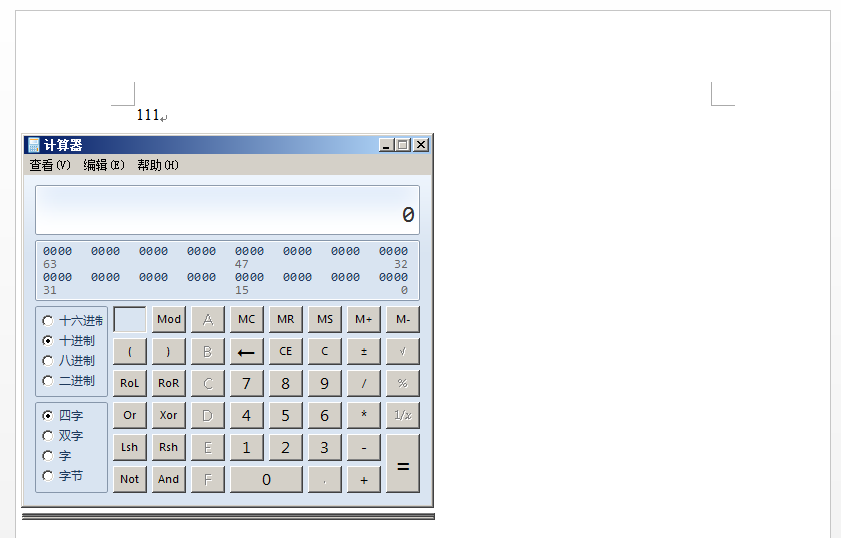 111
计算器
查看(V) 编辑(E) 帮助(H)
0
0000 0000 0000 0000 0000 0000 0000 0000
63 47 32
0000 0000 0000 0000 0000 0000 0000 0000
31 15 0
十六进制
十进制
八进制
二进制
四字
双字
字
字节
Mod A MC MR MS M+ M-
( ) B ← CE C ± √
RoL RoR C 7 8 9 / %
Or Xor D 4 5 6 * 1/x
Lsh Rsh E 1 2 3 - =
Not And F 0 . +